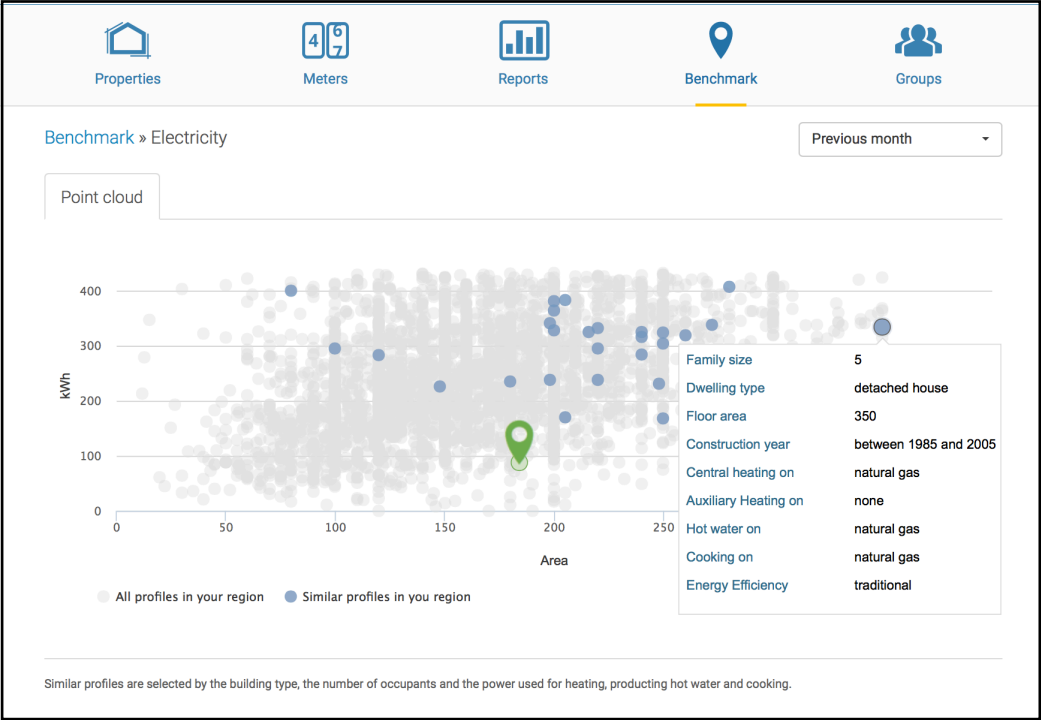 4 6 7
Properties Meters Reports Benchmark Groups
Benchmark » Electricity Previous month
Point cloud
400
300
200
100
0
kWh
0 50 100 150 200 250
Area
All profiles in your region Similar profiles in you region
Family size 5
Dwelling type detached house
Floor area 350
Construction year between 1985 and 2005
Central heating on natural gas
Auxiliary Heating on none
Hot water on natural gas
Cooking on natural gas
Energy Efficiency traditional
Similar profiles are selected by the building type, the number of occupants and the power used for heating, producting hot water and cooking.